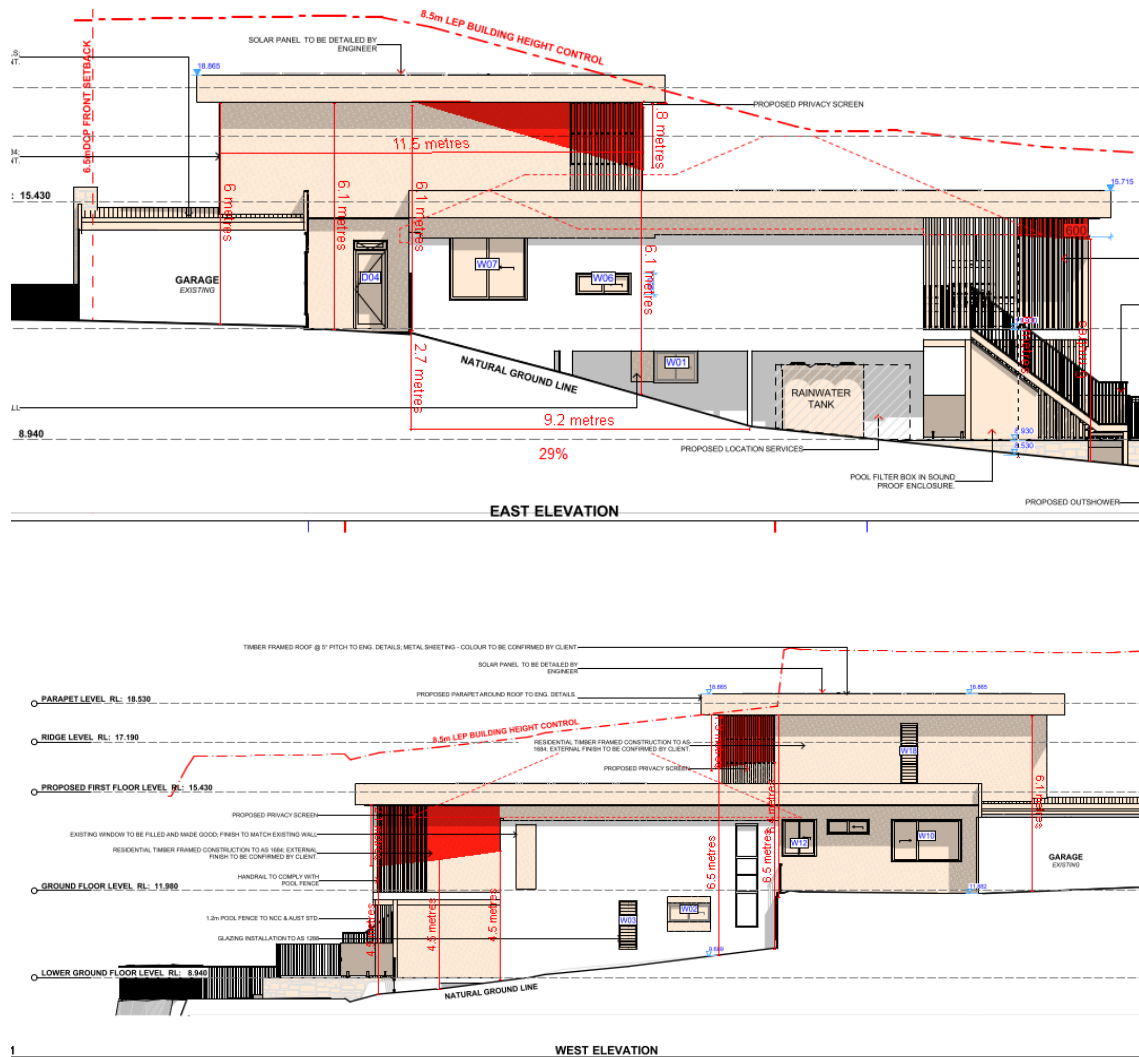 8.5m LEP BUILDING HEIGHT CONTROL
SOLAR PANEL TO BE DETAILED BY
ENGINEER
6.5mDCP FRONT SETBACK
18.865
PROPOSED PRIVACY SCREEN
11.5 metres
.8 metres
6 metres
6.1 metres
6.1 metres
6.1 metres
15.430
15.715
600
GARAGE
EXISTING
D04
W07
W06
W01
2.7 metres
NATURAL GROUND LINE
9.2 metres
29%
RAINWATER
TANK
8.940
8.530
PROPOSED LOCATION SERVICES
POOL FILTER BOX IN SOUND
PROOF ENCLOSURE.
PROPOSED OUTSHOWER
EAST ELEVATION
TIMBER FRAMED ROOF @ 5° PITCH TO ENG. DETAILS; METAL SHEETING - COLOUR TO BE CONFIRMED BY CLIENT
SOLAR PANEL TO BE DETAILED BY
ENGINEER
PARAPET LEVEL RL: 18.530
PROPOSED PARAPET AROUND ROOF TO ENG. DETAILS.
18.865
18.865
8.5m LEP BUILDING HEIGHT CONTROL
RIDGE LEVEL RL: 17.190
RESIDENTIAL TIMBER FRAMED CONSTRUCTION TO AS
1684; EXTERNAL FINISH TO BE CONFIRMED BY CLIENT.
W18
PROPOSED PRIVACY SCREEN
PROPOSED FIRST FLOOR LEVEL RL: 15.430
6.1 metres
PROPOSED PRIVACY SCREEN
EXISTING WINDOW TO BE FILLED AND MADE GOOD; FINISH TO MATCH EXISTING WALL
RESIDENTIAL TIMBER FRAMED CONSTRUCTION TO AS 1684; EXTERNAL
FINISH TO BE CONFIRMED BY CLIENT.
W12
W10
GARAGE
EXISTING
HANDRAIL TO COMPLY WITH
POOL FENCE
GROUND FLOOR LEVEL RL: 11.980
6.5 metres
6.5 metres
4.5 metres
4.5 metres
4.5 metres
W03
W02
1.2m POOL FENCE TO NCC & AUST STD.
GLAZING INSTALLATION TO AS 1288
LOWER GROUND FLOOR LEVEL RL: 8.940
NATURAL GROUND LINE
WEST ELEVATION